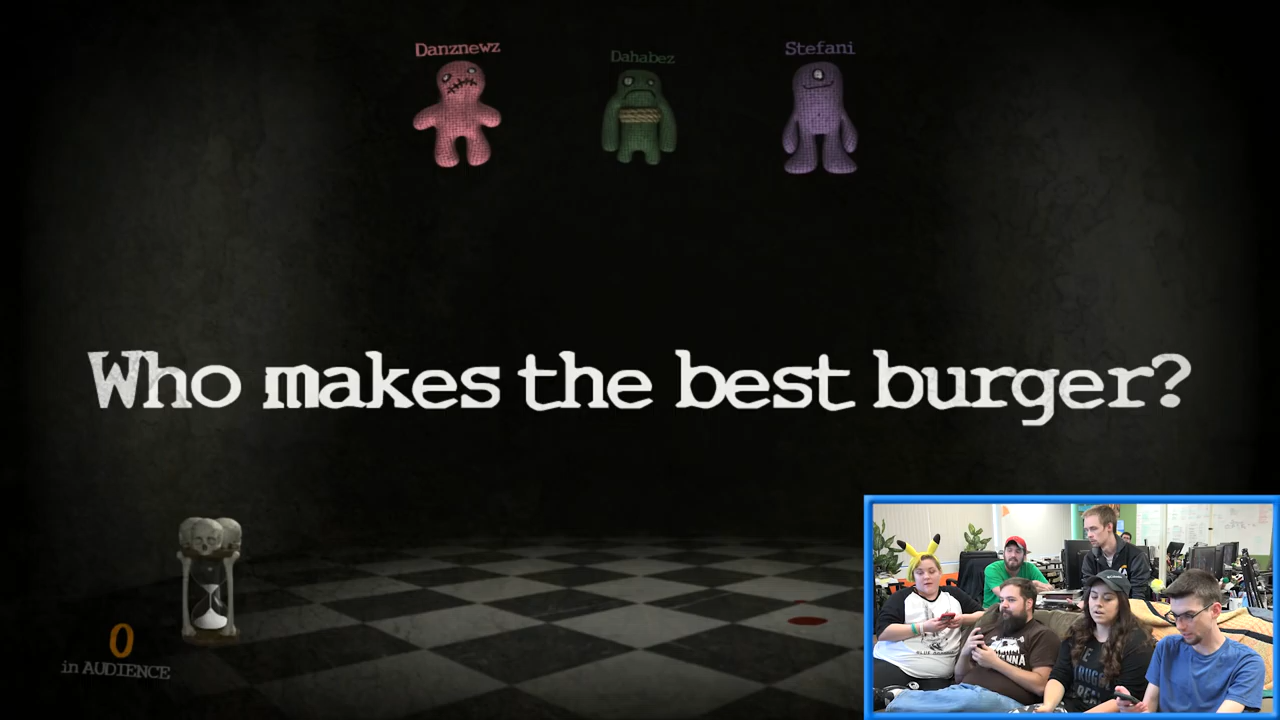 Danznewz
Dahabez
Stefani
Who makes the best burger?
0
in AUDIENCE